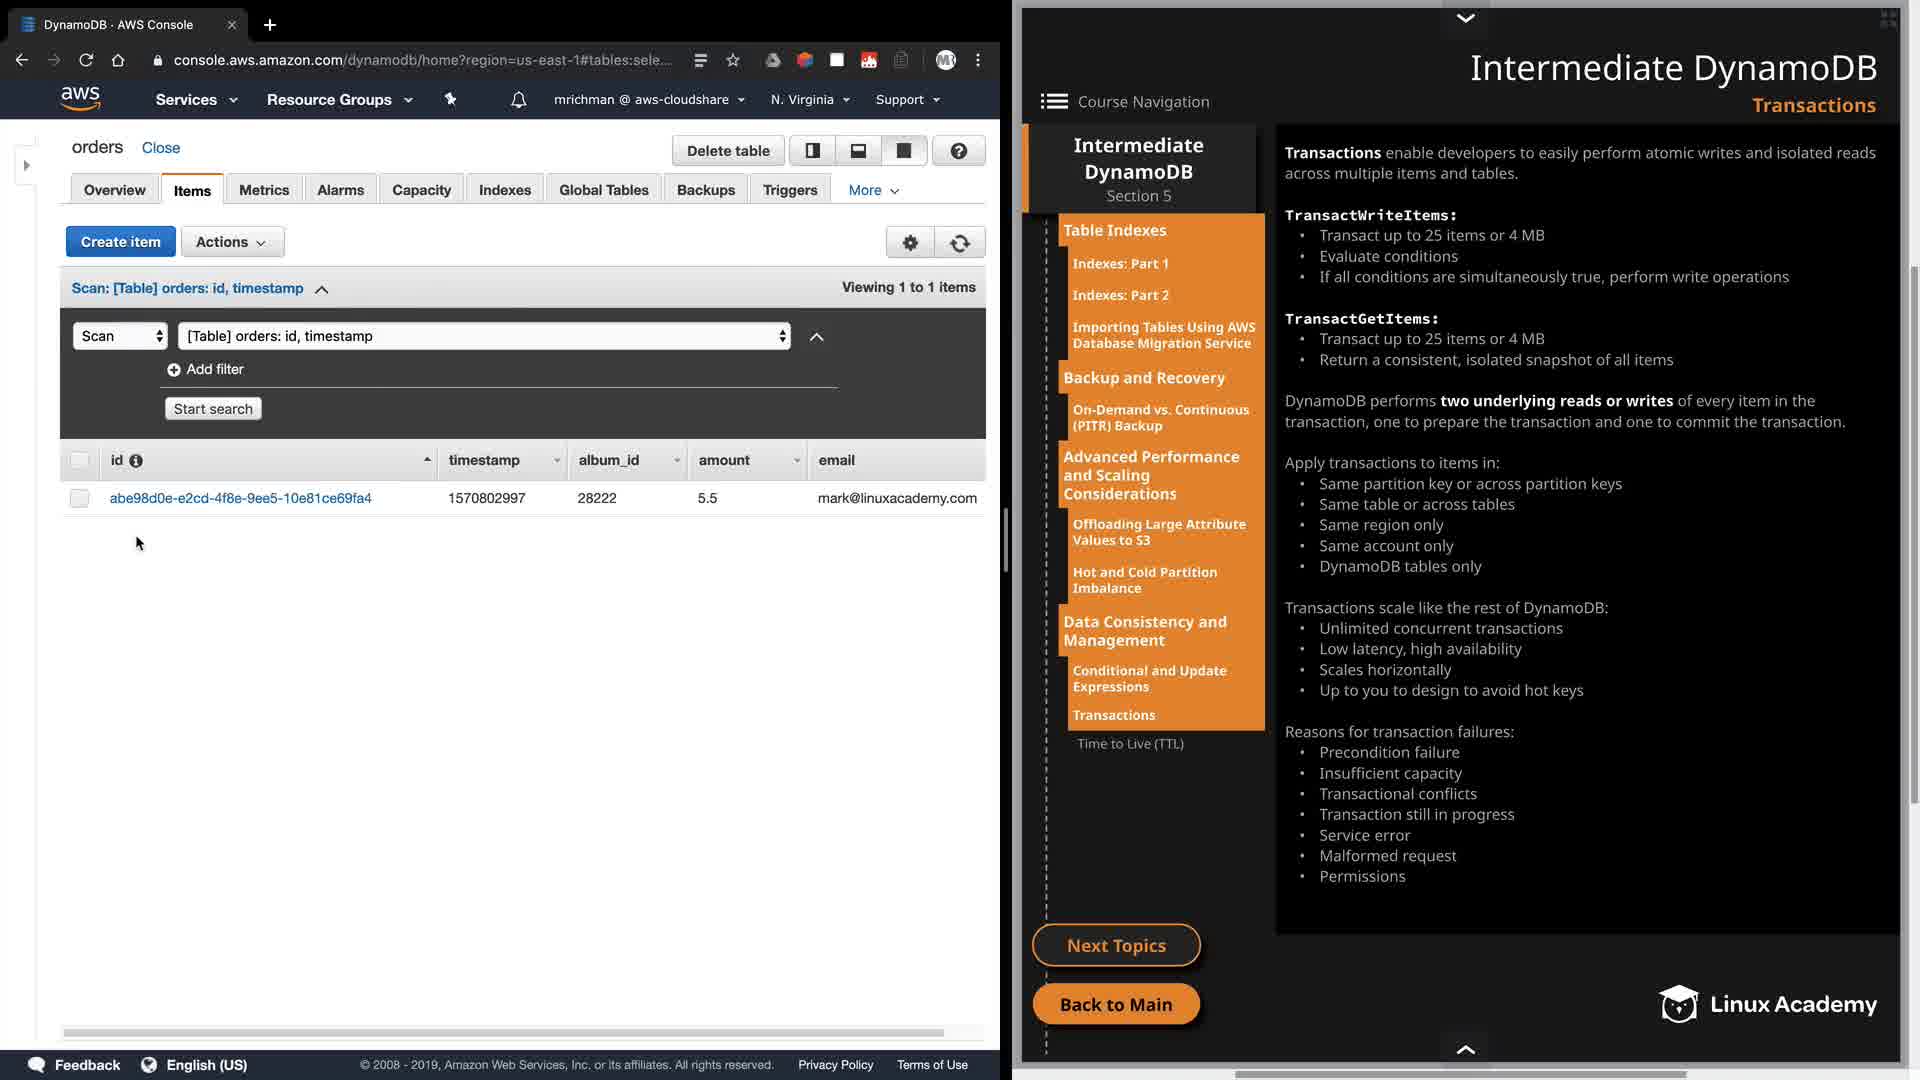 DynamoDB · AWS Console
console.aws.amazon.com/dynamodb/home?region=us-east-1#tables:sele...
aws
Services
Resource Groups
mrichman @ aws-cloudshare
N. Virginia
Support
orders
Close
Delete table
Overview
Items
Metrics
Alarms
Capacity
Indexes
Global Tables
Backups
Triggers
More
Create item
Actions
Scan: [Table] orders: id, timestamp
Viewing 1 to 1 items
Scan
[Table] orders: id, timestamp
Add filter
Start search
id
timestamp
album_id
amount
email
abe98d0e-e2cd-4f8e-9ee5-10e81ce69fa4
1570802997
28222
5.5
mark@linuxacademy.com
Feedback
English (US)
© 2008 - 2019, Amazon Web Services, Inc. or its affiliates. All rights reserved.
Privacy Policy
Terms of Use
Intermediate DynamoDB
Transactions
Course Navigation
Intermediate
DynamoDB
Section 5
Table Indexes
Indexes: Part 1
Indexes: Part 2
Importing Tables Using AWS
Database Migration Service
Backup and Recovery
On-Demand vs. Continuous
(PITR) Backup
Advanced Performance
and Scaling
Considerations
Offloading Large Attribute
Values to S3
Hot and Cold Partition
Imbalance
Data Consistency and
Management
Conditional and Update
Expressions
Transactions
Time to Live (TTL)
Next Topics
Back to Main
Transactions enable developers to easily perform atomic writes and isolated reads
across multiple items and tables.
TransactWriteItems:
• Transact up to 25 items or 4 MB
• Evaluate conditions
• If all conditions are simultaneously true, perform write operations
TransactGetItems:
• Transact up to 25 items or 4 MB
• Return a consistent, isolated snapshot of all items
DynamoDB performs two underlying reads or writes of every item in the
transaction, one to prepare the transaction and one to commit the transaction.
Apply transactions to items in:
• Same partition key or across partition keys
• Same table or across tables
• Same region only
• Same account only
• DynamoDB tables only
Transactions scale like the rest of DynamoDB:
• Unlimited concurrent transactions
• Low latency, high availability
• Scales horizontally
• Up to you to design to avoid hot keys
Reasons for transaction failures:
• Precondition failure
• Insufficient capacity
• Transactional conflicts
• Transaction still in progress
• Service error
• Malformed request
• Permissions
Linux Academy